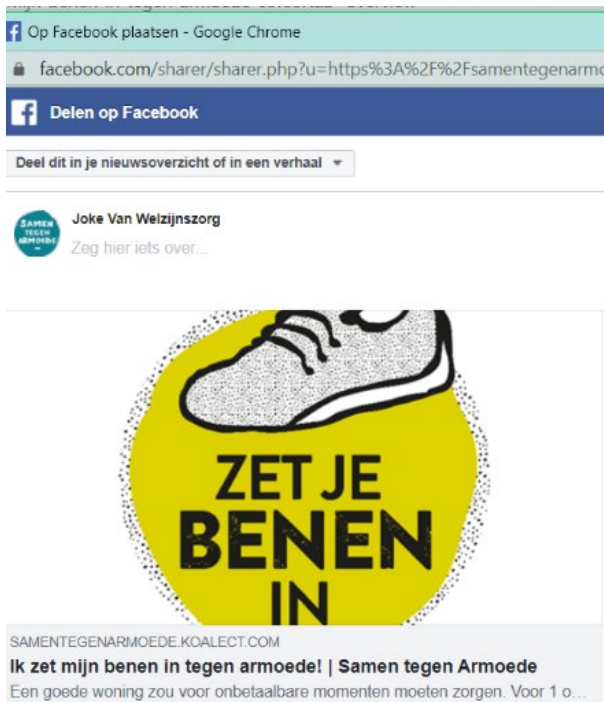 Op Facebook plaatsen - Google Chrome
facebook.com/sharer/sharer.php?u=https%3A%2F%2Fsamentegenarmo
Delen op Facebook
Deel dit in je nieuwsoverzicht of in een verhaal
SAMEN
TEGEN
ARMOEDE
Joke Van Welzijnszorg
Zeg hier iets over...
ZET JE
BENEN
IN
SAMENTEGENARMOEDE.KOALECT.COM
Ik zet mijn benen in tegen armoede! | Samen tegen Armoede
Een goede woning zou voor onbetaalbare momenten moeten zorgen. Voor 1 o...